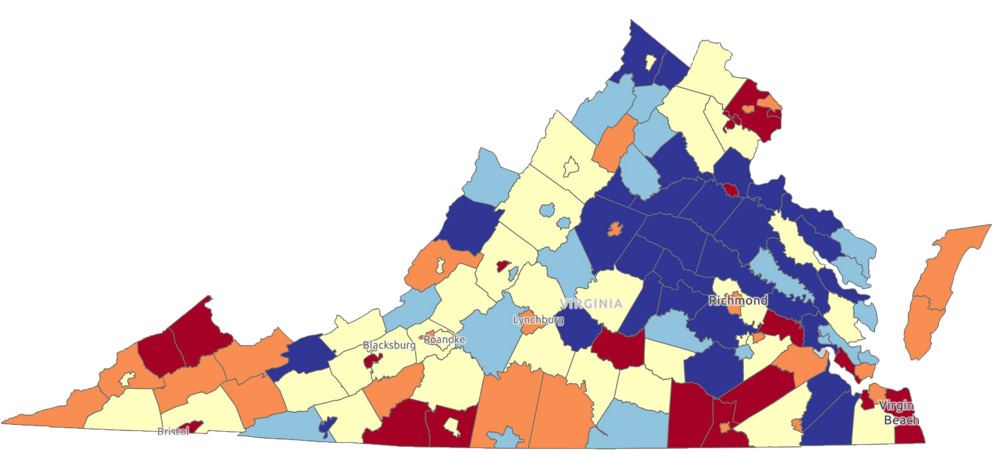 VIRGINIA
Richmond
Lynchburg
Roanoke
Blacksburg
Virgin
Beach
Bristol